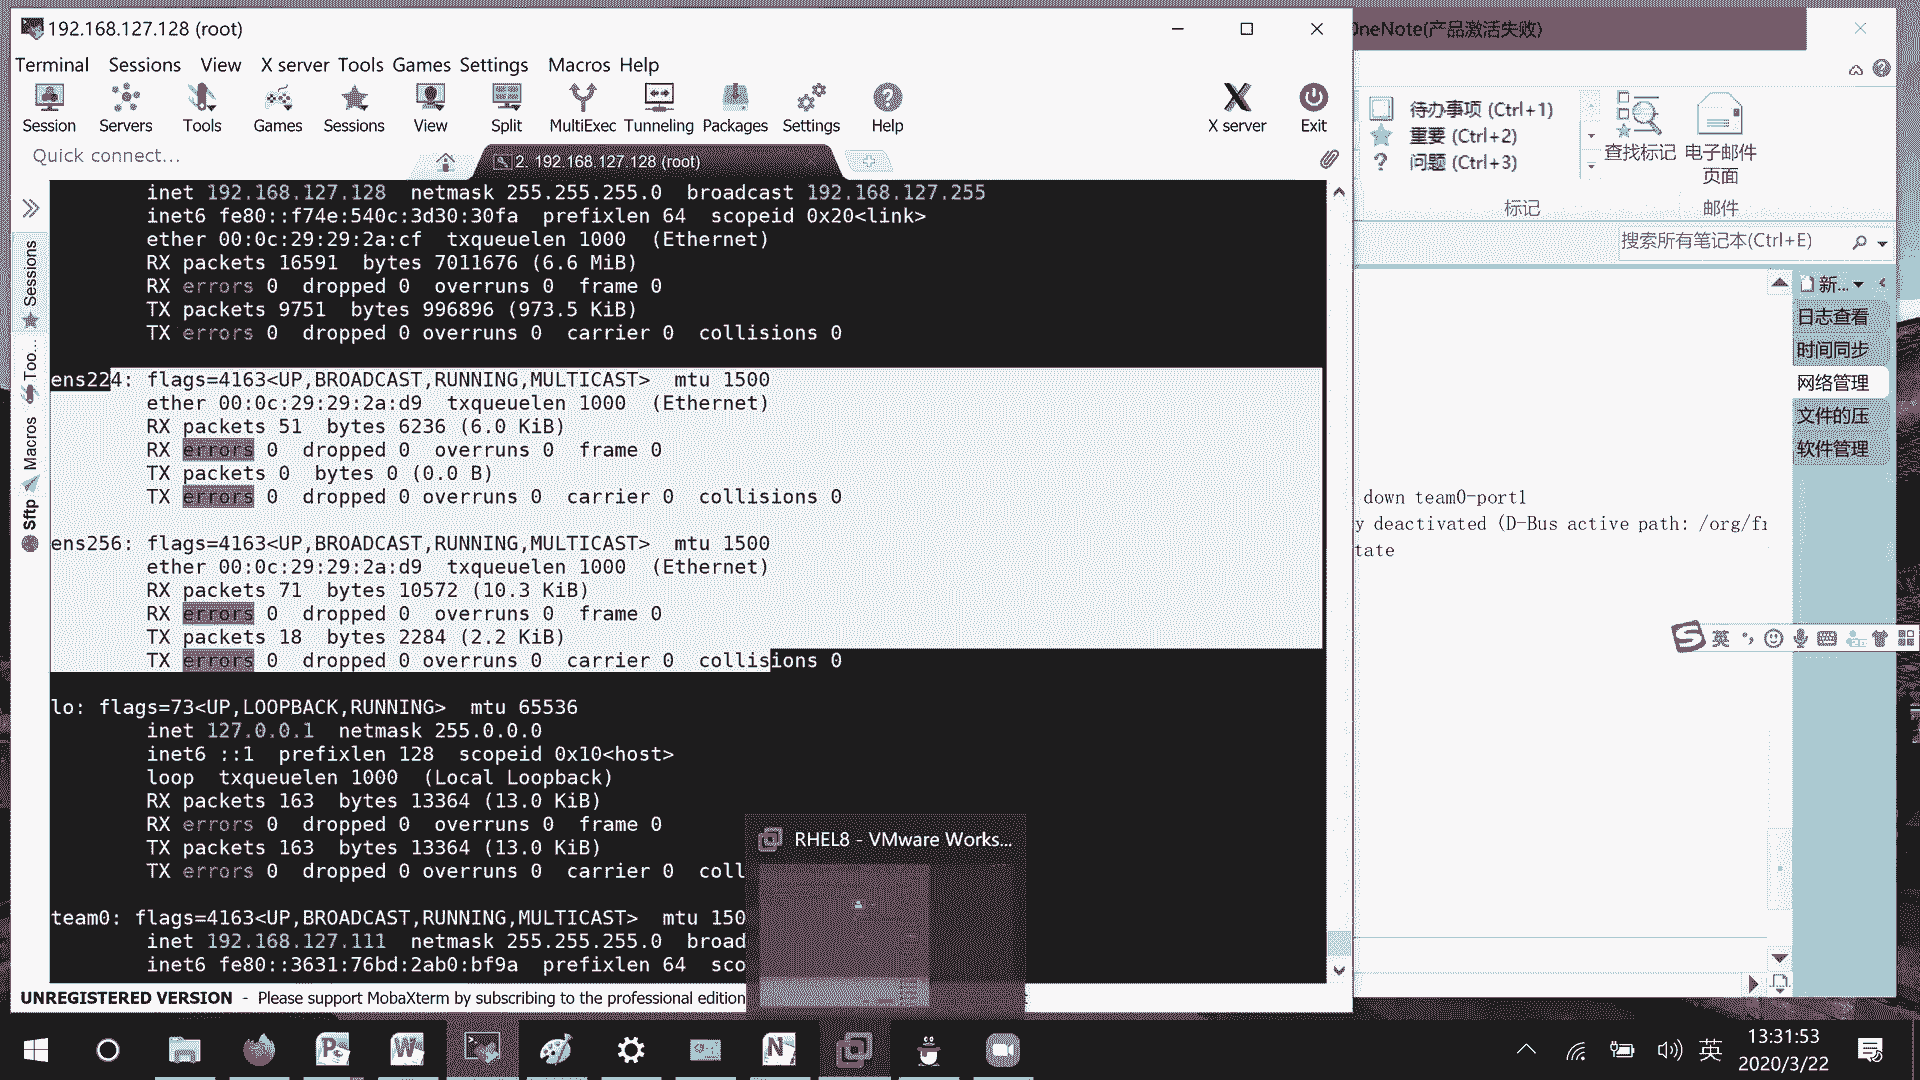 192.168.127.128 (root)
Terminal Sessions View X server Tools Games Settings Macros Help
Session Servers Tools Games Sessions View Split MultiExec Tunneling Packages Settings Help X server Exit
Quick connect...
2. 192.168.127.128 (root)
Sessions
Too...
Macros
Sftp
inet 192.168.127.128 netmask 255.255.255.0 broadcast 192.168.127.255
inet6 fe80::f74e:540c:3d30:30fa prefixlen 64 scopeid 0x20<link>
ether 00:0c:29:29:2a:cf txqueuelen 1000 (Ethernet)
RX packets 16591 bytes 7011676 (6.6 MiB)
RX errors 0 dropped 0 overruns 0 frame 0
TX packets 9751 bytes 996896 (973.5 KiB)
TX errors 0 dropped 0 overruns 0 carrier 0 collisions 0
ens224: flags=4163<UP,BROADCAST,RUNNING,MULTICAST> mtu 1500
ether 00:0c:29:29:2a:d9 txqueuelen 1000 (Ethernet)
RX packets 51 bytes 6236 (6.0 KiB)
RX errors 0 dropped 0 overruns 0 frame 0
TX packets 0 bytes 0 (0.0 B)
TX errors 0 dropped 0 overruns 0 carrier 0 collisions 0
ens256: flags=4163<UP,BROADCAST,RUNNING,MULTICAST> mtu 1500
ether 00:0c:29:29:2a:d9 txqueuelen 1000 (Ethernet)
RX packets 71 bytes 10572 (10.3 KiB)
RX errors 0 dropped 0 overruns 0 frame 0
TX packets 18 bytes 2284 (2.2 KiB)
TX errors 0 dropped 0 overruns 0 carrier 0 collisions 0
lo: flags=73<UP,LOOPBACK,RUNNING> mtu 65536
inet 127.0.0.1 netmask 255.0.0.0
inet6 ::1 prefixlen 128 scopeid 0x10<host>
loop txqueuelen 1000 (Local Loopback)
RX packets 163 bytes 13364 (13.0 KiB)
RX errors 0 dropped 0 overruns 0 frame 0
TX packets 163 bytes 13364 (13.0 KiB)
TX errors 0 dropped 0 overruns 0 carrier 0 coll
team0: flags=4163<UP,BROADCAST,RUNNING,MULTICAST> mtu 150
inet 192.168.127.111 netmask 255.255.255.0 broad
inet6 fe80::3631:76bd:2ab0:bf9a prefixlen 64 sco
UNREGISTERED VERSION - Please support MobaXterm by subscribing to the professional edition
RHEL8 - VMware Works...
OneNote(产品激活失败)
待办事项 (Ctrl+1)
重要 (Ctrl+2)
问题 (Ctrl+3)
标记
查找标记
电子邮件
页面
邮件
搜索所有笔记本(Ctrl+E)
新...
日志查看
时间同步
网络管理
文件的压
软件管理
down team0-port1
y deactivated (D-Bus active path: /org/fr
tate
英
英
13:31:53
2020/3/22